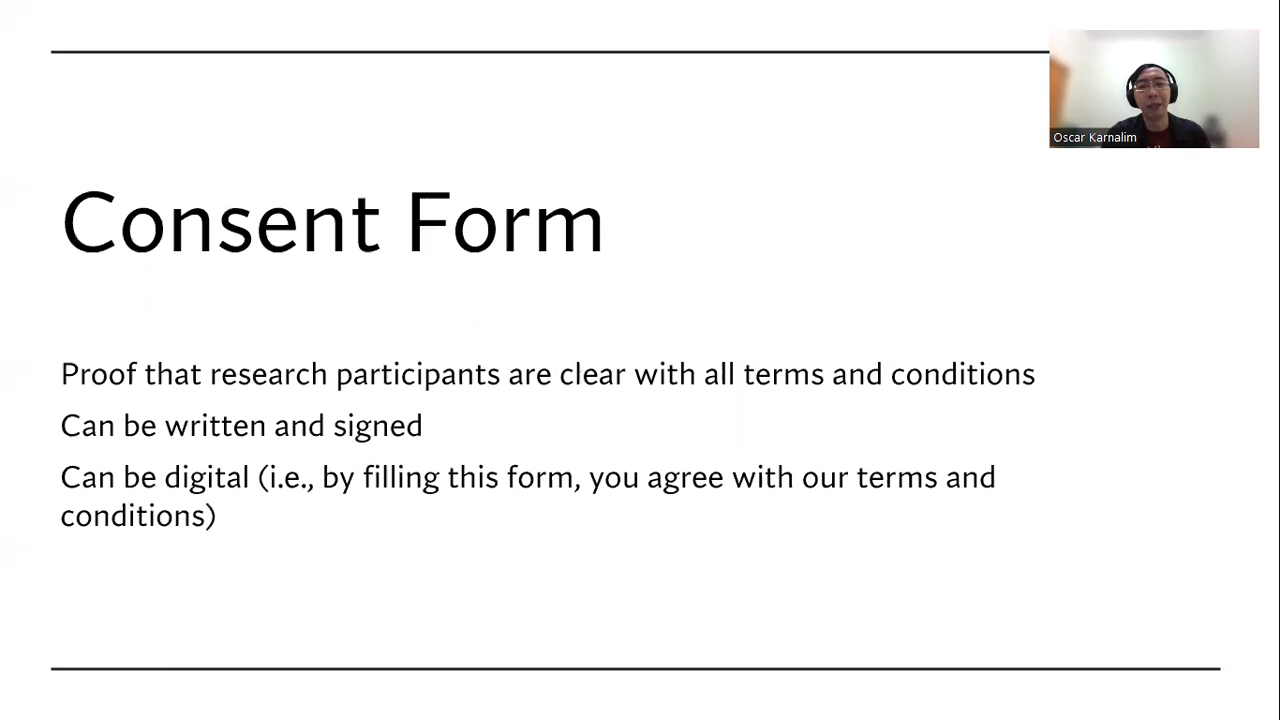 Oscar Karnalim
Consent Form
Proof that research participants are clear with all terms and conditions
Can be written and signed
Can be digital (i.e., by filling this form, you agree with our terms and
conditions)